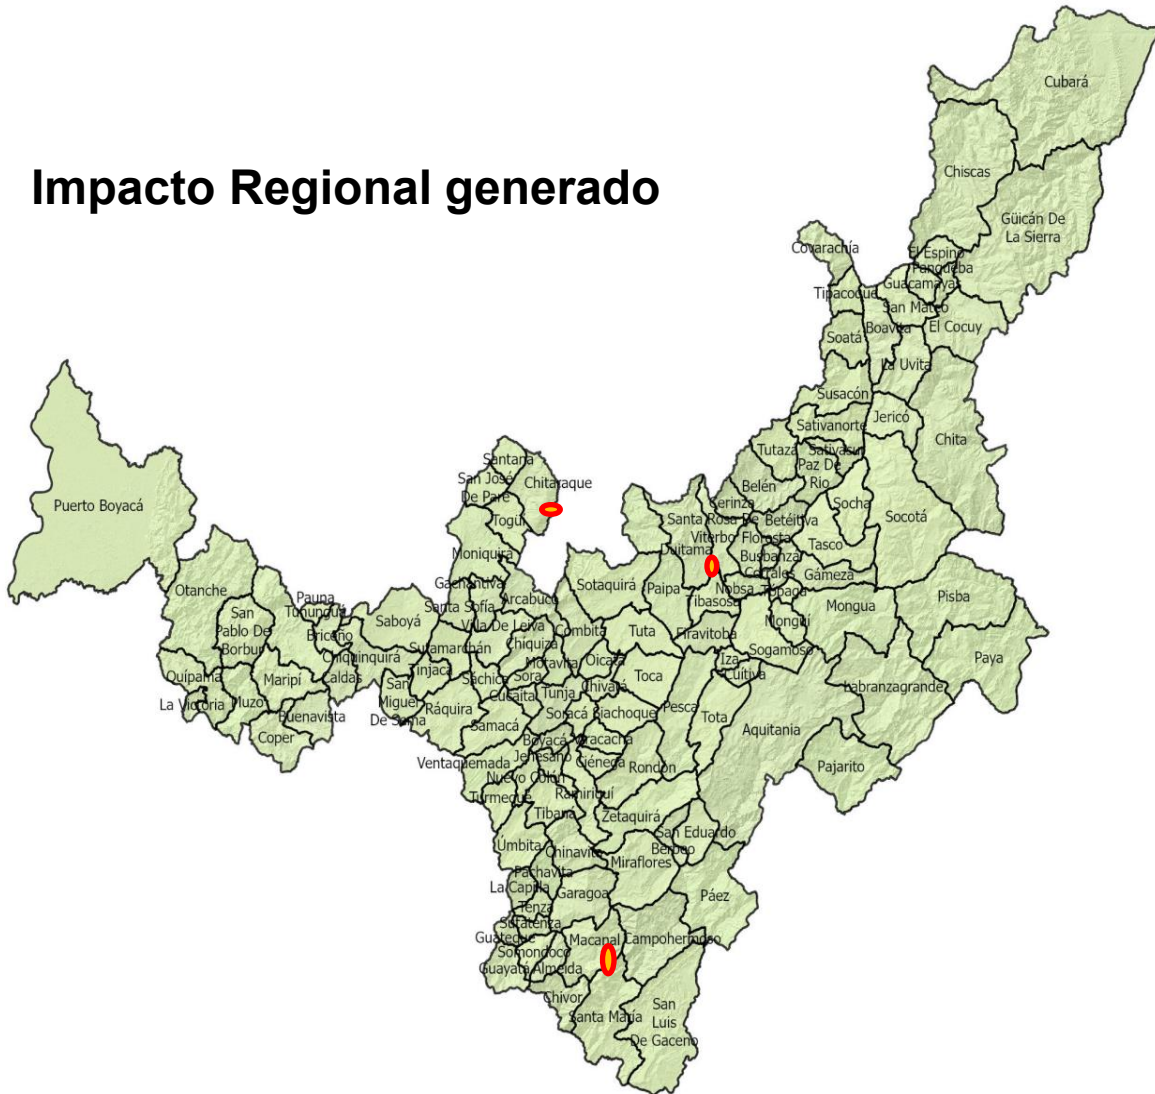 Impacto Regional generado
Cubará
Chiscas
Güicán De
La Sierra
Covarachía
El Espino
Panqueba
Guacamayas
Tipacoque
San Mateo
Boavita
El Cocuy
Soatá
La Uvita
Susacón
Jericó
Sativanorte
Chita
Tutazá
Sativasur
Paz De
Rio
Santana
San José
De Pare
Chitaraque
Belén
Puerto Boyacá
Cerinza
Socha
Socotá
Togüí
Santa Rosa De
Viterbo
Betéitiva
Floresta
Tasco
Moniquira
Duitama
Busbanzá
Corrales
Gámeza
Otanche
Gachantivá
Sotaquirá
Paipa
Nobsa
Tópaga
Pisba
Pauna
Tununguá
Arcabuco
Tibasosa
Mongua
San
Pablo De
Borbur
Santa Sofía
Saboyá
Villa De Leiva
Combita
Tuta
Firavitoba
Monguí
Briceño
Sutamarchán
Chiquiza
Sogamoso
Chiquinquirá
Tinjacá
Motavita
Oicatá
Iza
Cuítiva
Paya
Quípama
Maripí
Caldas
Sáchica
Sora
Chivatá
Toca
Labranzagrande
San
Miguel
De Sema
Cucaita
Tunja
La Victoria
Muzo
Ráquira
Soracá
Siachoque
Pesca
Tota
Buenavista
Samacá
Aquitania
Coper
Boyacá
Viracachá
Ventaquemada
Jenesano
Ciénega
Rondón
Pajarito
Nuevo Colón
Turmequé
Ramiriquí
Tibaná
Zetaquirá
San Eduardo
Úmbita
Chinavita
Berbeo
Miraflores
Pachavita
La Capilla
Garagoa
Páez
Tenza
Sutatenza
Guateque
Macanal
Campohermoso
Somondoco
Guayatá
Almeida
Chivor
Santa María
San
Luis
De Gaceno